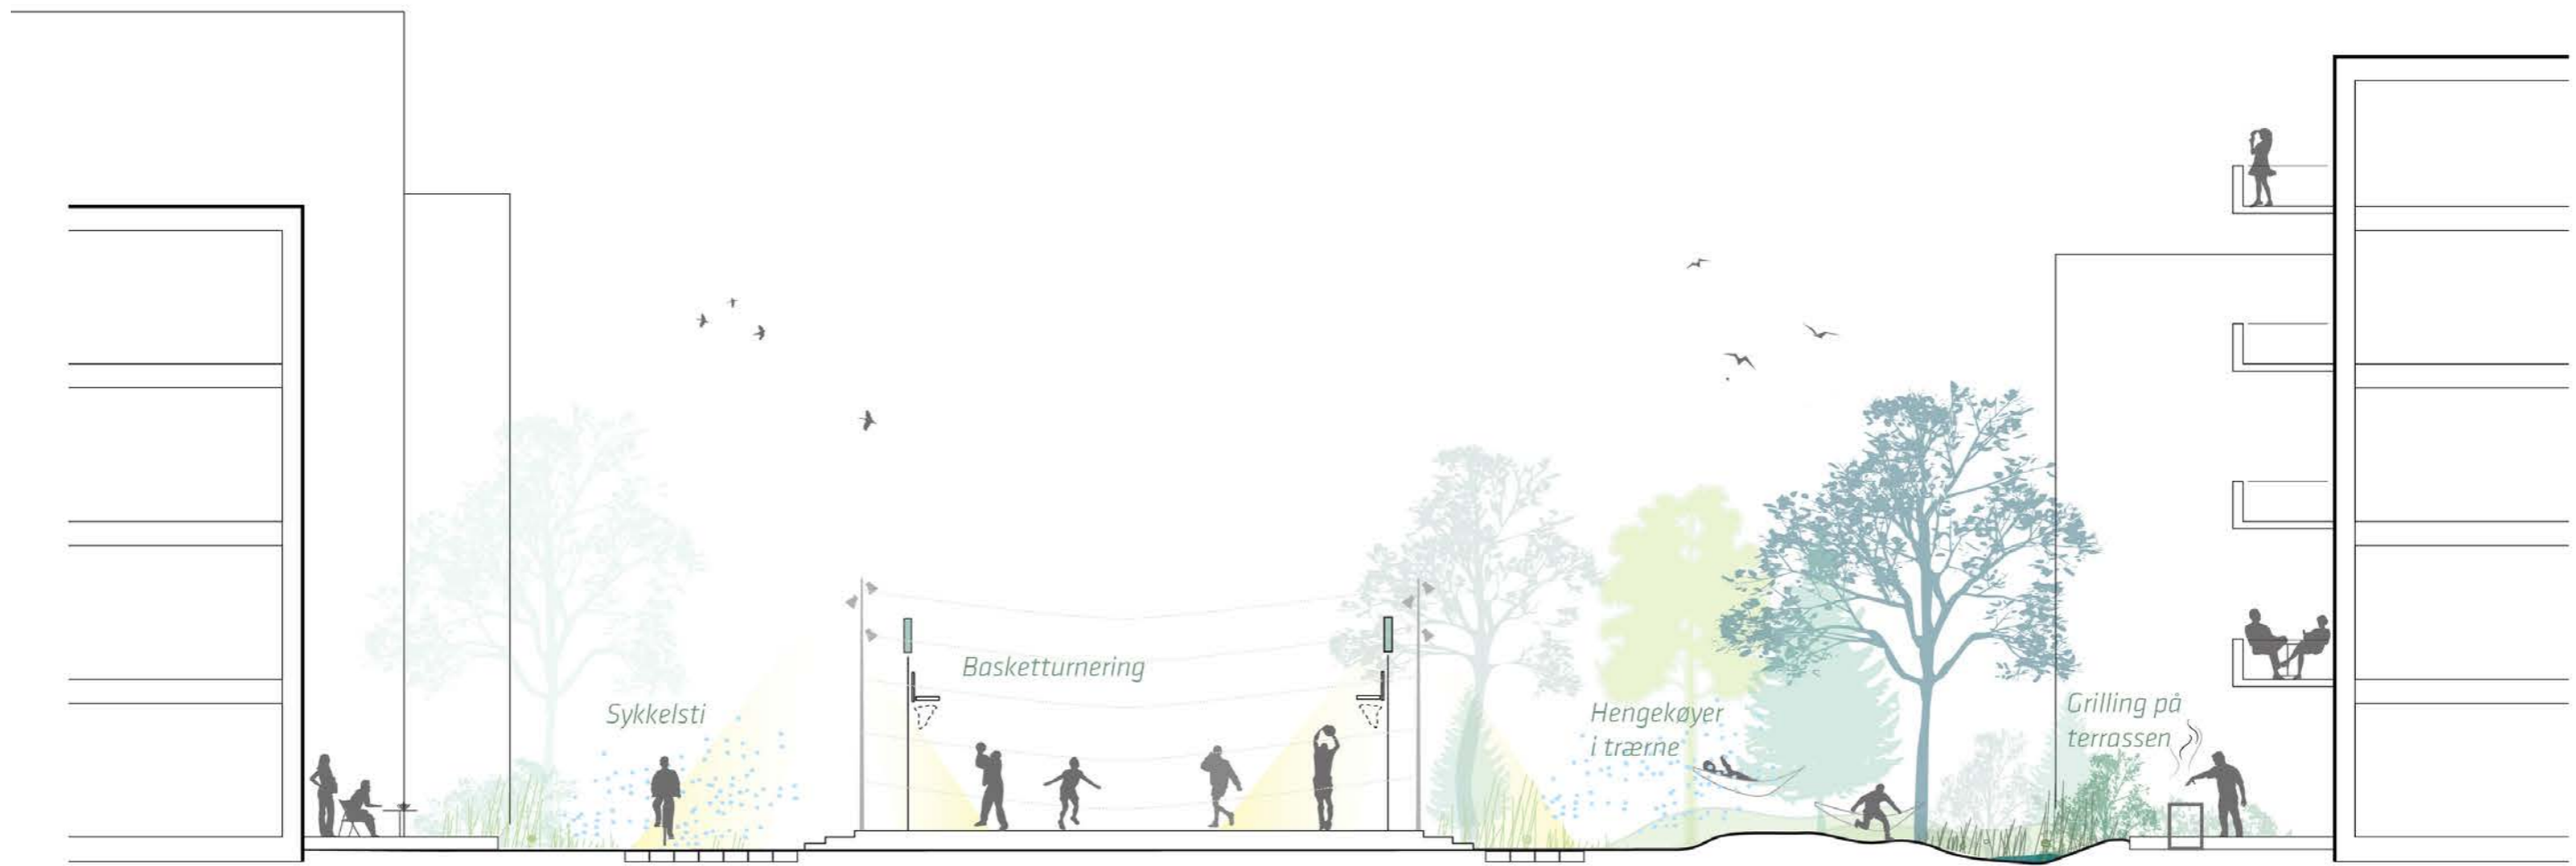 Sykkelsti
Basketturnering
Hengekøyer
i trærne
Grilling på
terrassen